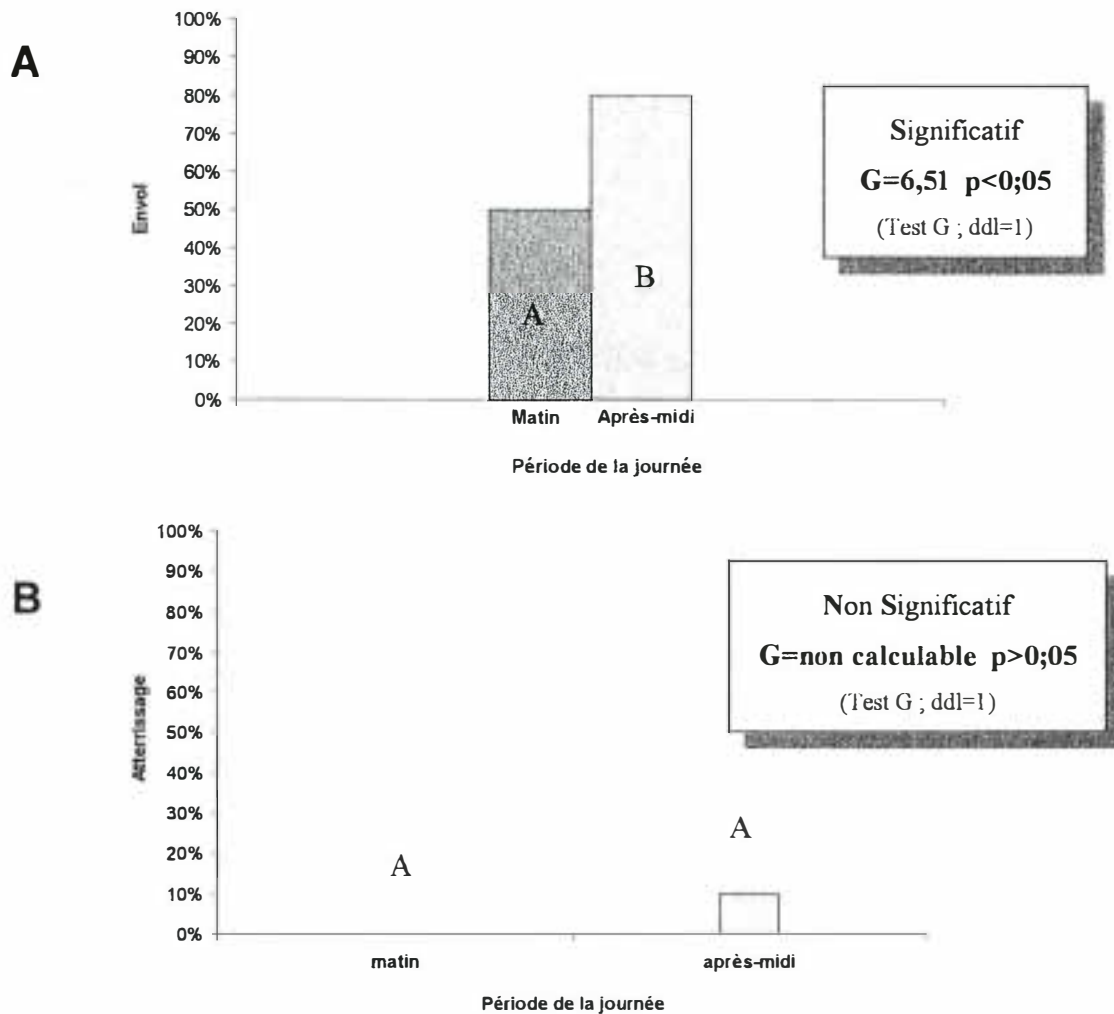 A
100%
90%
80%
70%
60%
50%
40%
30%
20%
10%
0%
Envol
A
B
Matin Après-midi
Période de la journée
Significatif
G=6,51 p<0;05
(Test G ; ddl=1)
B
100%
90%
80%
70%
60%
50%
40%
30%
20%
10%
0%
Atterrissage
A
A
matin après-midi
Période de la journée
Non Significatif
G=non calculable p>0;05
(Test G ; ddl=1)